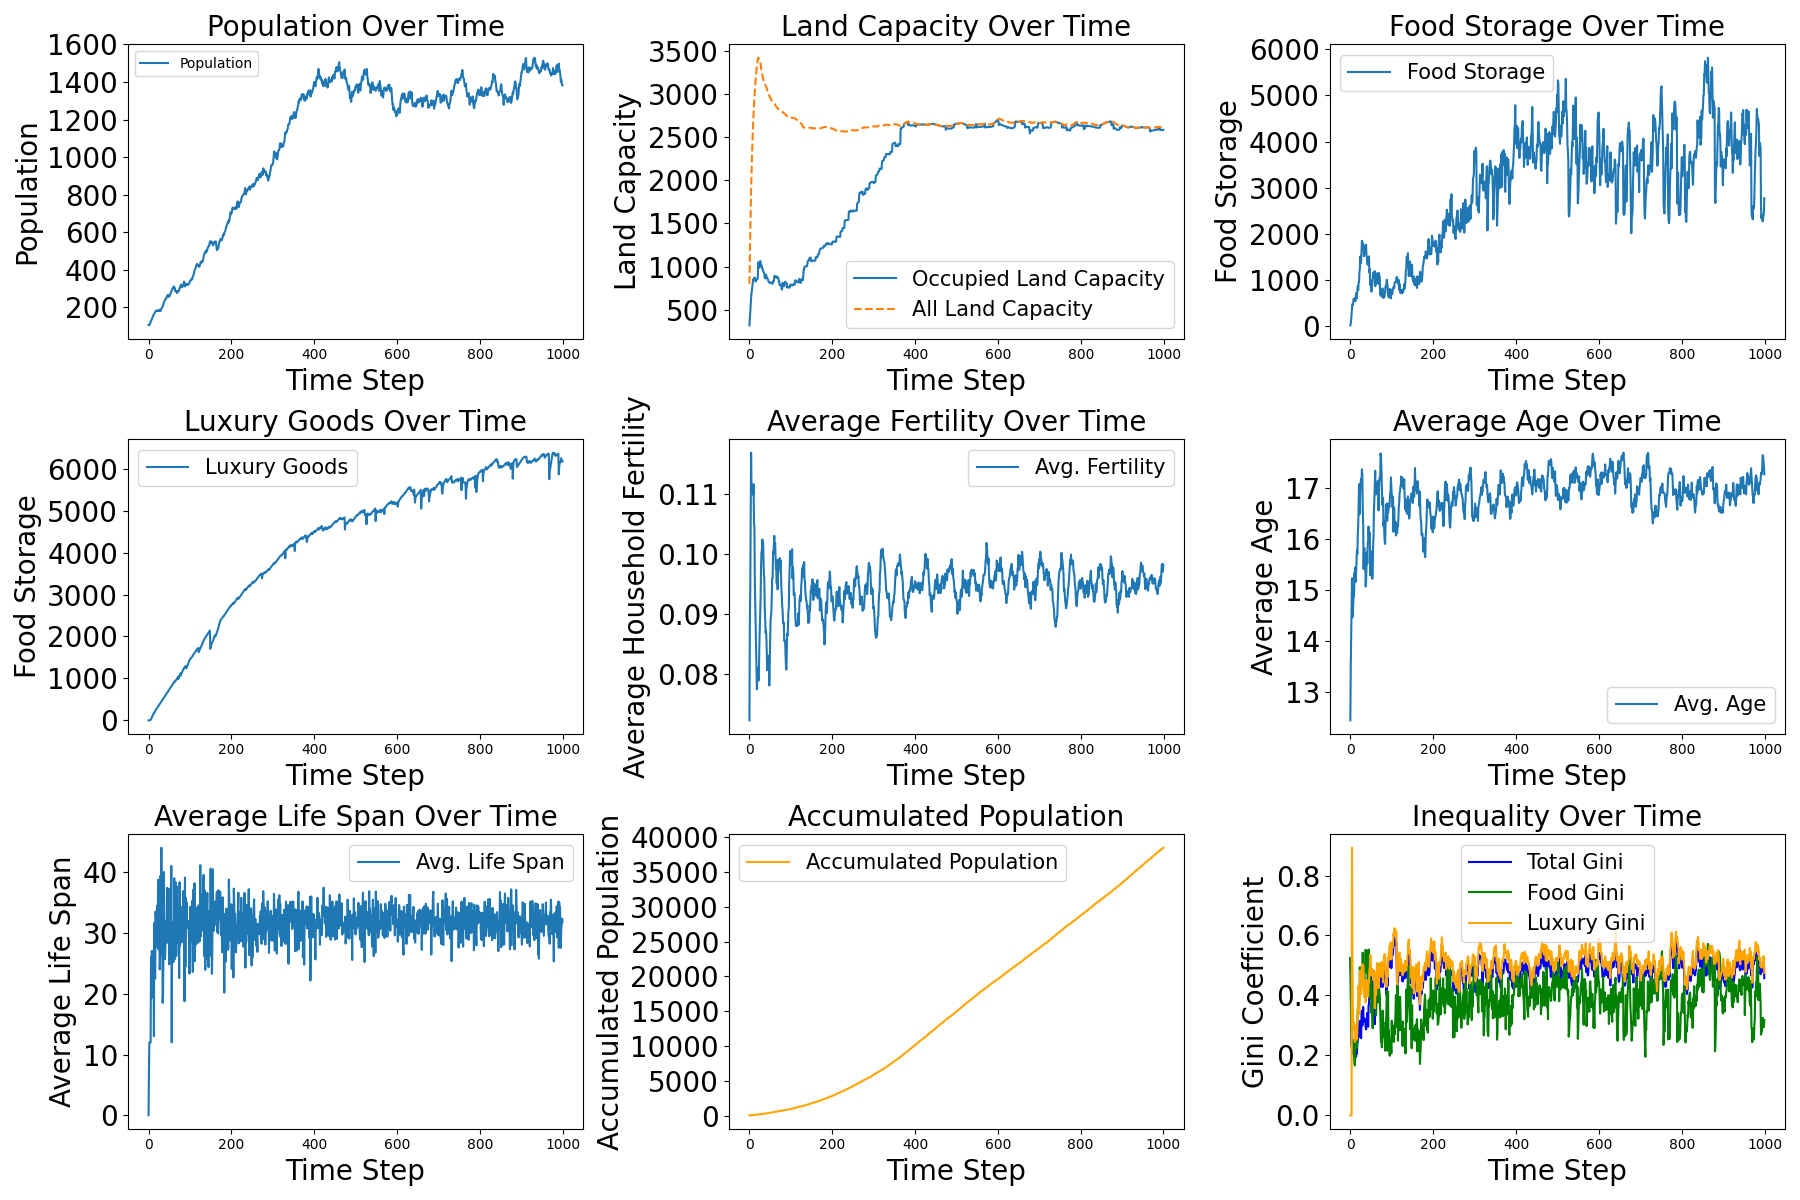 Population Over Time
Population
1600
1400
1200
1000
800
600
400
200
Population
0 200 400 600 800 1000
Time Step
Land Capacity Over Time
Land Capacity
3500
3000
2500
2000
1500
1000
500
Occupied Land Capacity
All Land Capacity
0 200 400 600 800 1000
Time Step
Food Storage Over Time
Food Storage
6000
5000
4000
3000
2000
1000
0
Food Storage
0 200 400 600 800 1000
Time Step
Luxury Goods Over Time
Food Storage
6000
5000
4000
3000
2000
1000
0
Luxury Goods
0 200 400 600 800 1000
Time Step
Average Fertility Over Time
Average Household Fertility
0.11
0.10
0.09
0.08
Avg. Fertility
0 200 400 600 800 1000
Time Step
Average Age Over Time
Average Age
17
16
15
14
13
Avg. Age
0 200 400 600 800 1000
Time Step
Average Life Span Over Time
Average Life Span
40
30
20
10
0
Avg. Life Span
0 200 400 600 800 1000
Time Step
Accumulated Population
Accumulated Population
40000
35000
30000
25000
20000
15000
10000
5000
0
Accumulated Population
0 200 400 600 800 1000
Time Step
Inequality Over Time
Gini Coefficient
0.8
0.6
0.4
0.2
0.0
Total Gini
Food Gini
Luxury Gini
0 200 400 600 800 1000
Time Step